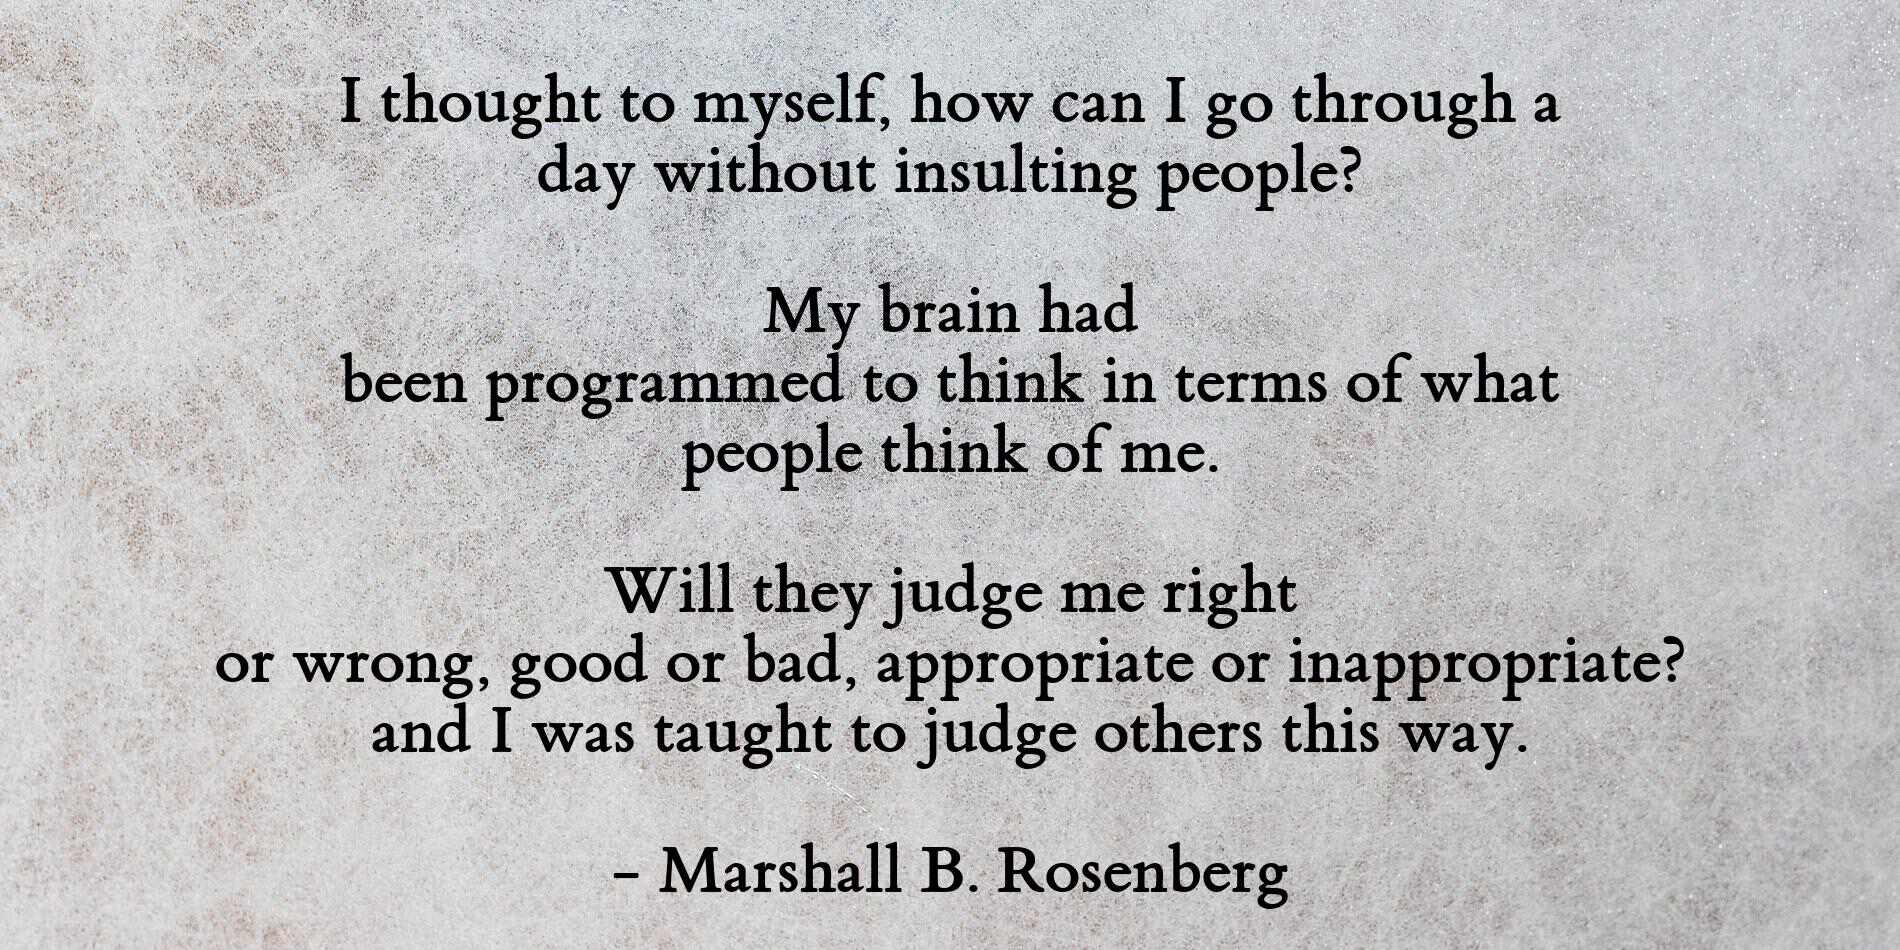 I thought to myself, how can I go through a
day without insulting people?
My brain had
been programmed to think in terms of what
people think of me.
Will they judge me right
or wrong, good or bad, appropriate or inappropriate?
and I was taught to judge others this way.
– Marshall B. Rosenberg